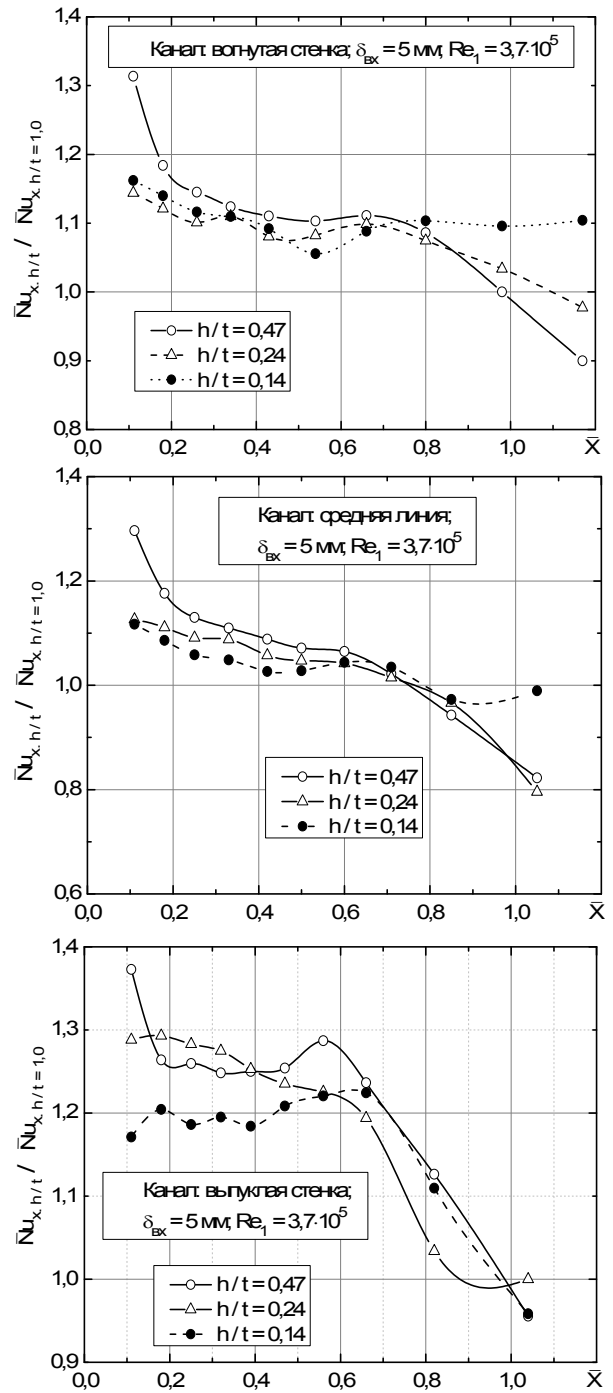 1,4
Канал: вогнутая стенка; δвх = 5 мм; Re1 = 3,7·10^5
1,3
1,2
1,1
1,0
0,9
0,8
N̄u x. h/t / N̄u x. h/t = 1,0
h / t = 0,47
h / t = 0,24
h / t = 0,14
0,0 0,2 0,4 0,6 0,8 1,0 X̄
1,4
Канал: средняя линия;
δвх = 5 мм; Re1 = 3,7·10^5
1,2
1,0
0,8
0,6
N̄u x. h/t / N̄u x. h/t = 1,0
h / t = 0,47
h / t = 0,24
h / t = 0,14
0,0 0,2 0,4 0,6 0,8 1,0 X̄
1,4
1,3
1,2
1,1
1,0
0,9
N̄u x. h/t / N̄u x. h/t = 1,0
Канал: выпуклая стенка;
δвх = 5 мм; Re1 = 3,7·10^5
h / t = 0,47
h / t = 0,24
h / t = 0,14
0,0 0,2 0,4 0,6 0,8 1,0 X̄